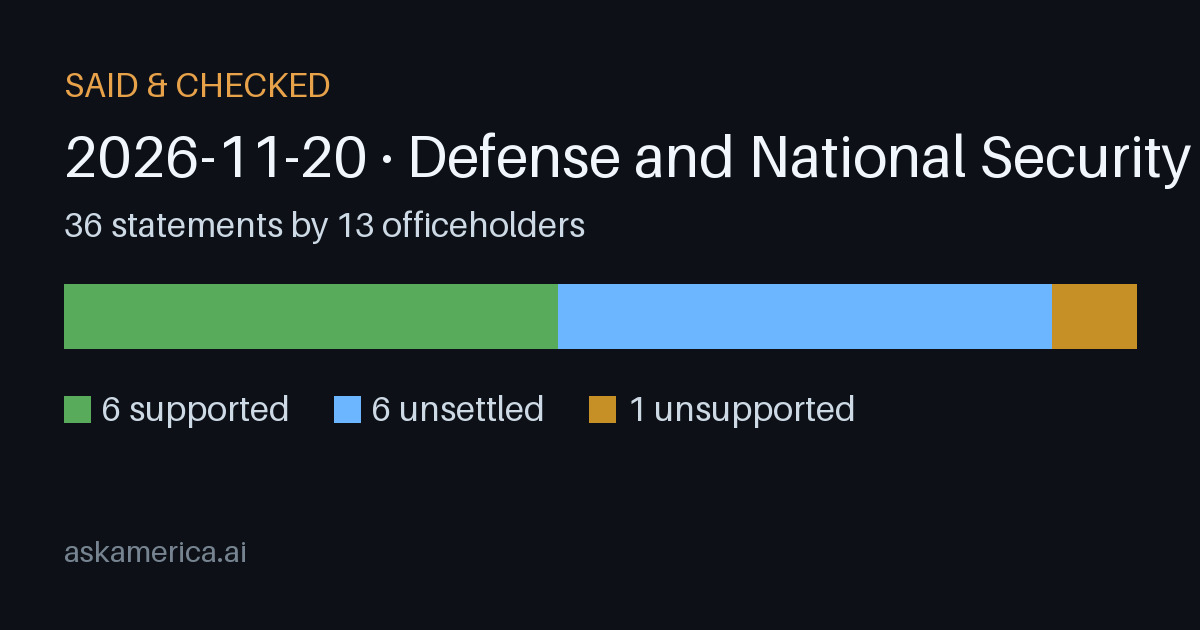 SAID & CHECKED
2026-11-20 · Defense and National Security
36 statements by 13 officeholders
6 supported
6 unsettled
1 unsupported
askamerica.ai